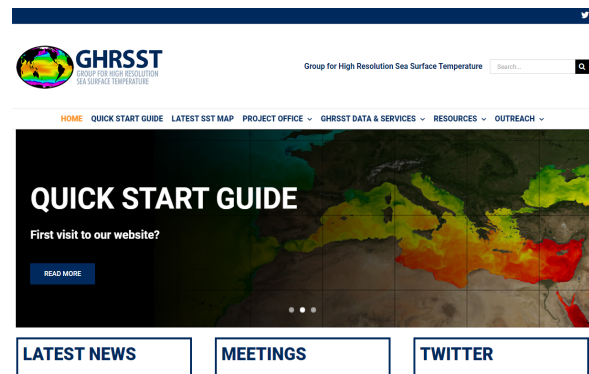 GHRSST
GROUP FOR HIGH RESOLUTION
SEA SURFACE TEMPERATURE
Group for High Resolution Sea Surface Temperature
Search...
HOME QUICK START GUIDE LATEST SST MAP PROJECT OFFICE GHRSST DATA & SERVICES RESOURCES OUTREACH
QUICK START GUIDE
First visit to our website?
READ MORE
LATEST NEWS MEETINGS TWITTER